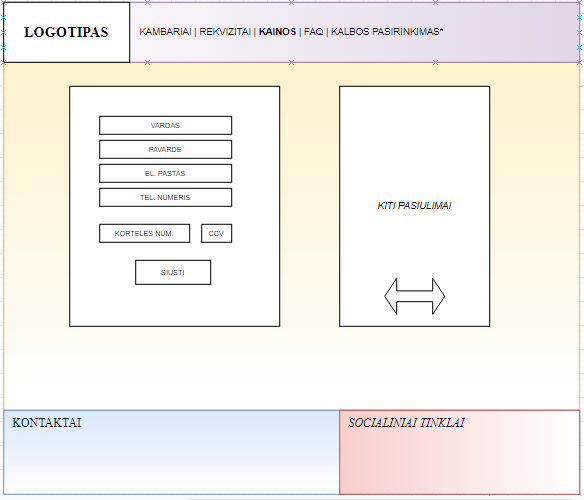 LOGOTIPAS
KAMBARIAI | REKVIZITAI | KAINOS | FAQ | KALBOS PASIRINKIMAS*
VARDAS
PAVARDE
EL. PASTAS
TEL. NUMERIS
KORTELES NUM.
CCV
SIUSTI
KITI PASIULIMAI
KONTAKTAI
SOCIALINIAI TINKLAI